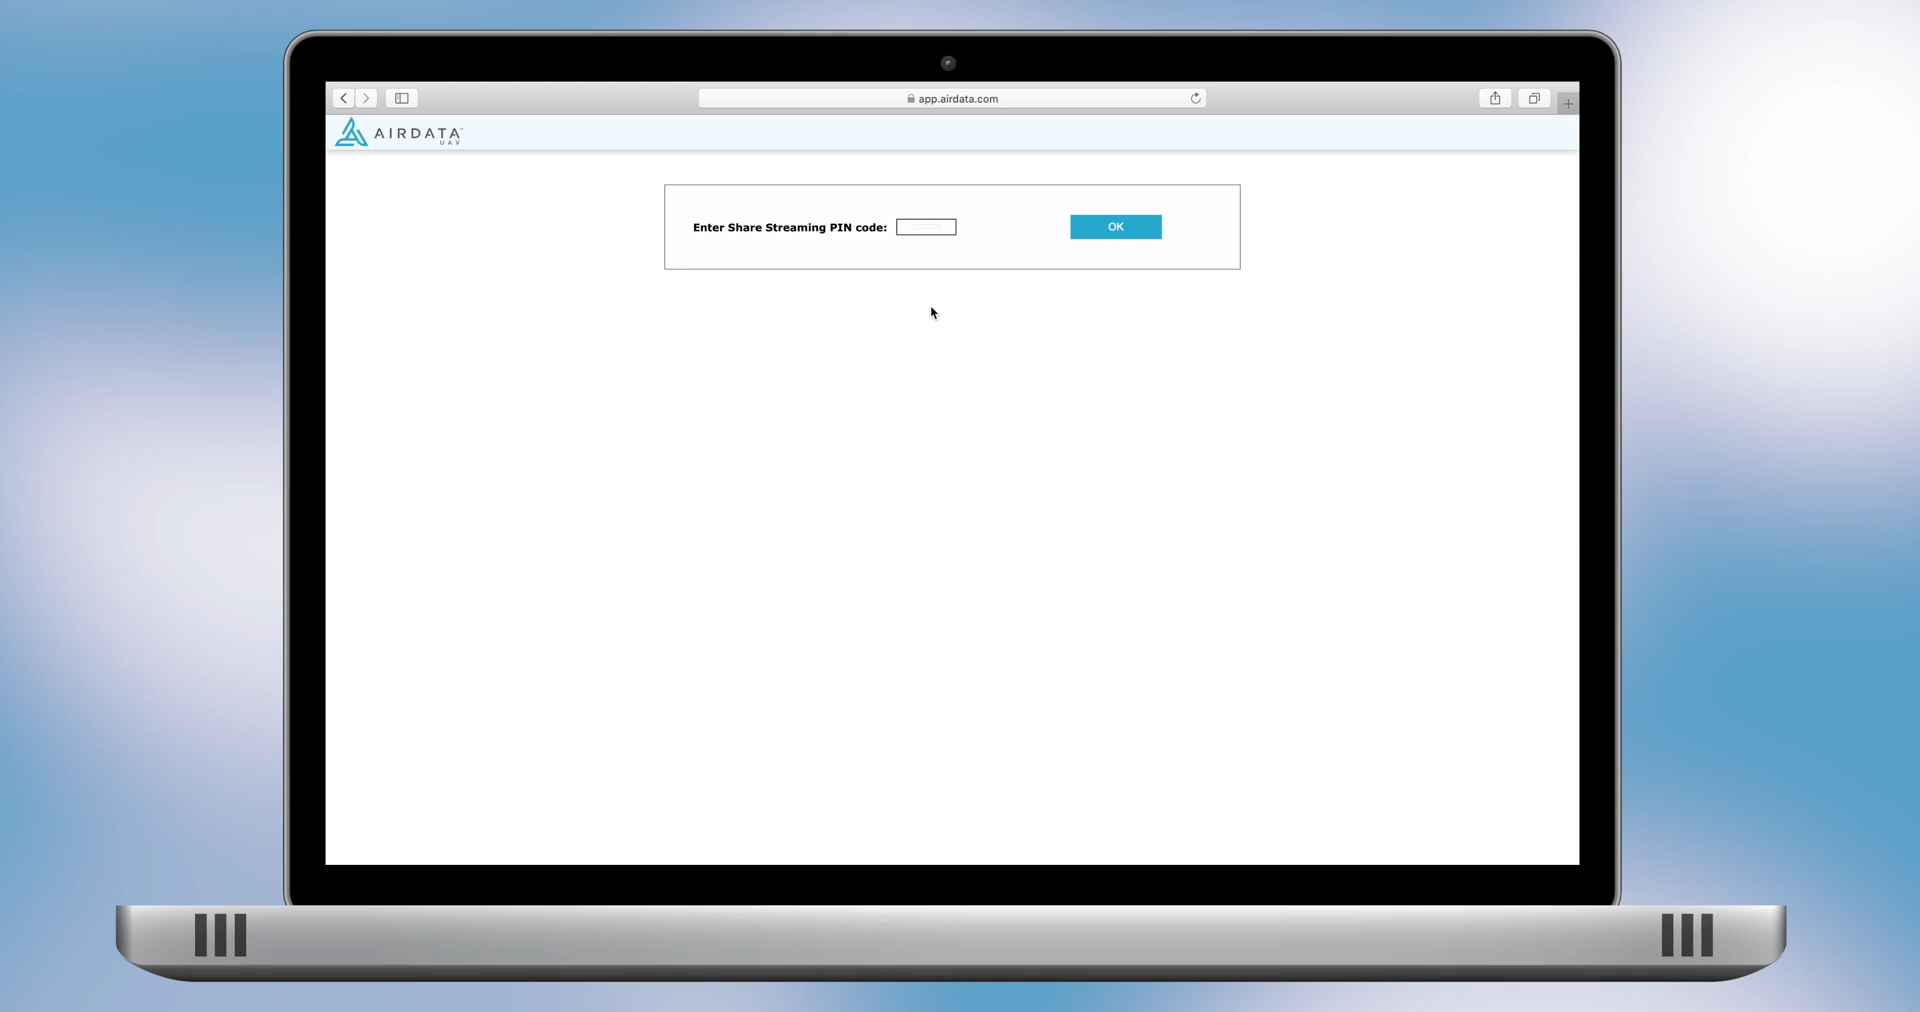 app.airdata.com
AIRDATA
UAV
Enter Share Streaming PIN code:
OK